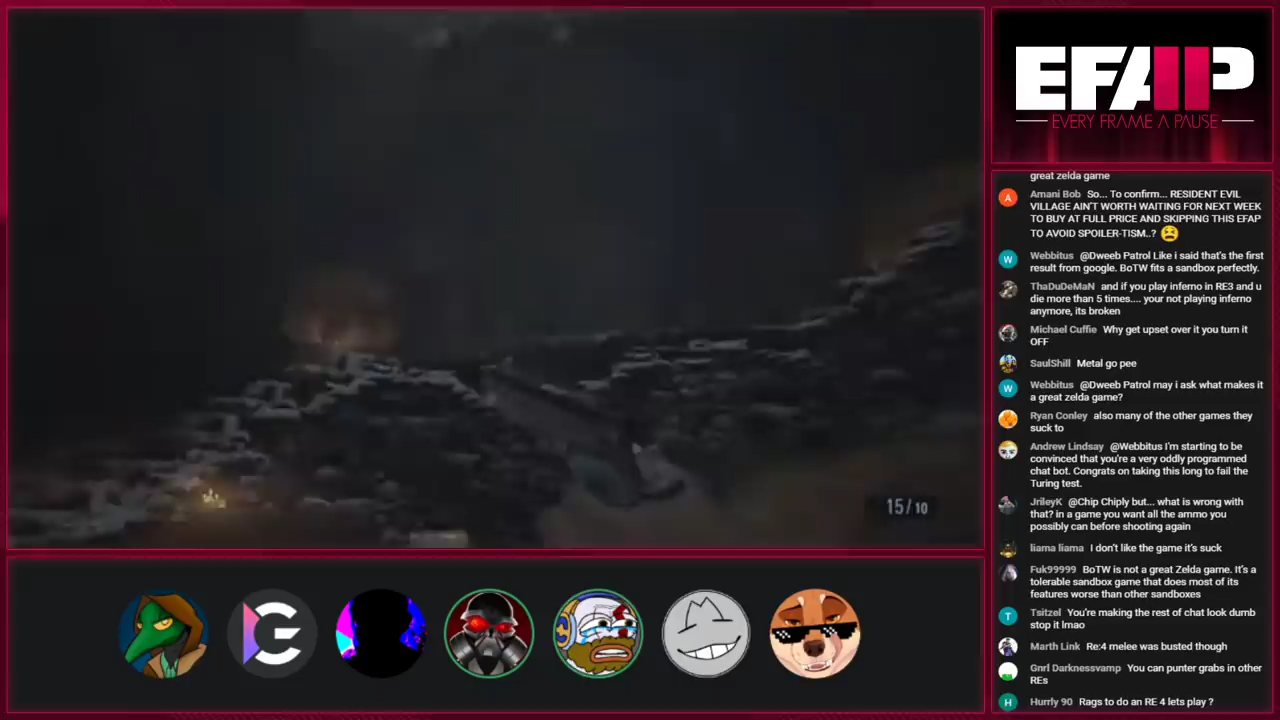 EFAP
EVERY FRAME A PAUSE
great zelda game
Amani Bob So... To confirm... RESIDENT EVIL
VILLAGE AIN'T WORTH WAITING FOR NEXT WEEK
TO BUY AT FULL PRICE AND SKIPPING THIS EFAP
TO AVOID SPOILER-TISM..? 😫
W
Webbitus @Dweeb Patrol Like i said that's the first
result from google. BoTW fits a sandbox perfectly.
ThaDuDeMaN and if you play inferno in RE3 and u
die more than 5 times.... your not playing inferno
anymore, its broken
Michael Cuffie Why get upset over it you turn it
OFF
SaulShill Metal go pee
W
Webbitus @Dweeb Patrol may i ask what makes it
a great zelda game?
Ryan Conley also many of the other games they
suck to
Andrew Lindsay @Webbitus I'm starting to be
convinced that you're a very oddly programmed
chat bot. Congrats on taking this long to fail the
Turing test.
JrileyK @Chip Chiply but... what is wrong with
that? in a game you want all the ammo you
possibly can before shooting again
liama liama I don't like the game it's suck
Fuk99999 BoTW is not a great Zelda game. It's a
tolerable sandbox game that does most of its
features worse than other sandboxes
T
Tsitzel You're making the rest of chat look dumb
stop it lmao
Marth Link Re:4 melee was busted though
Gnrl Darknessvamp You can punter grabs in other
REs
H
Hurrly 90 Rags to do an RE 4 lets play ?
15/10
A